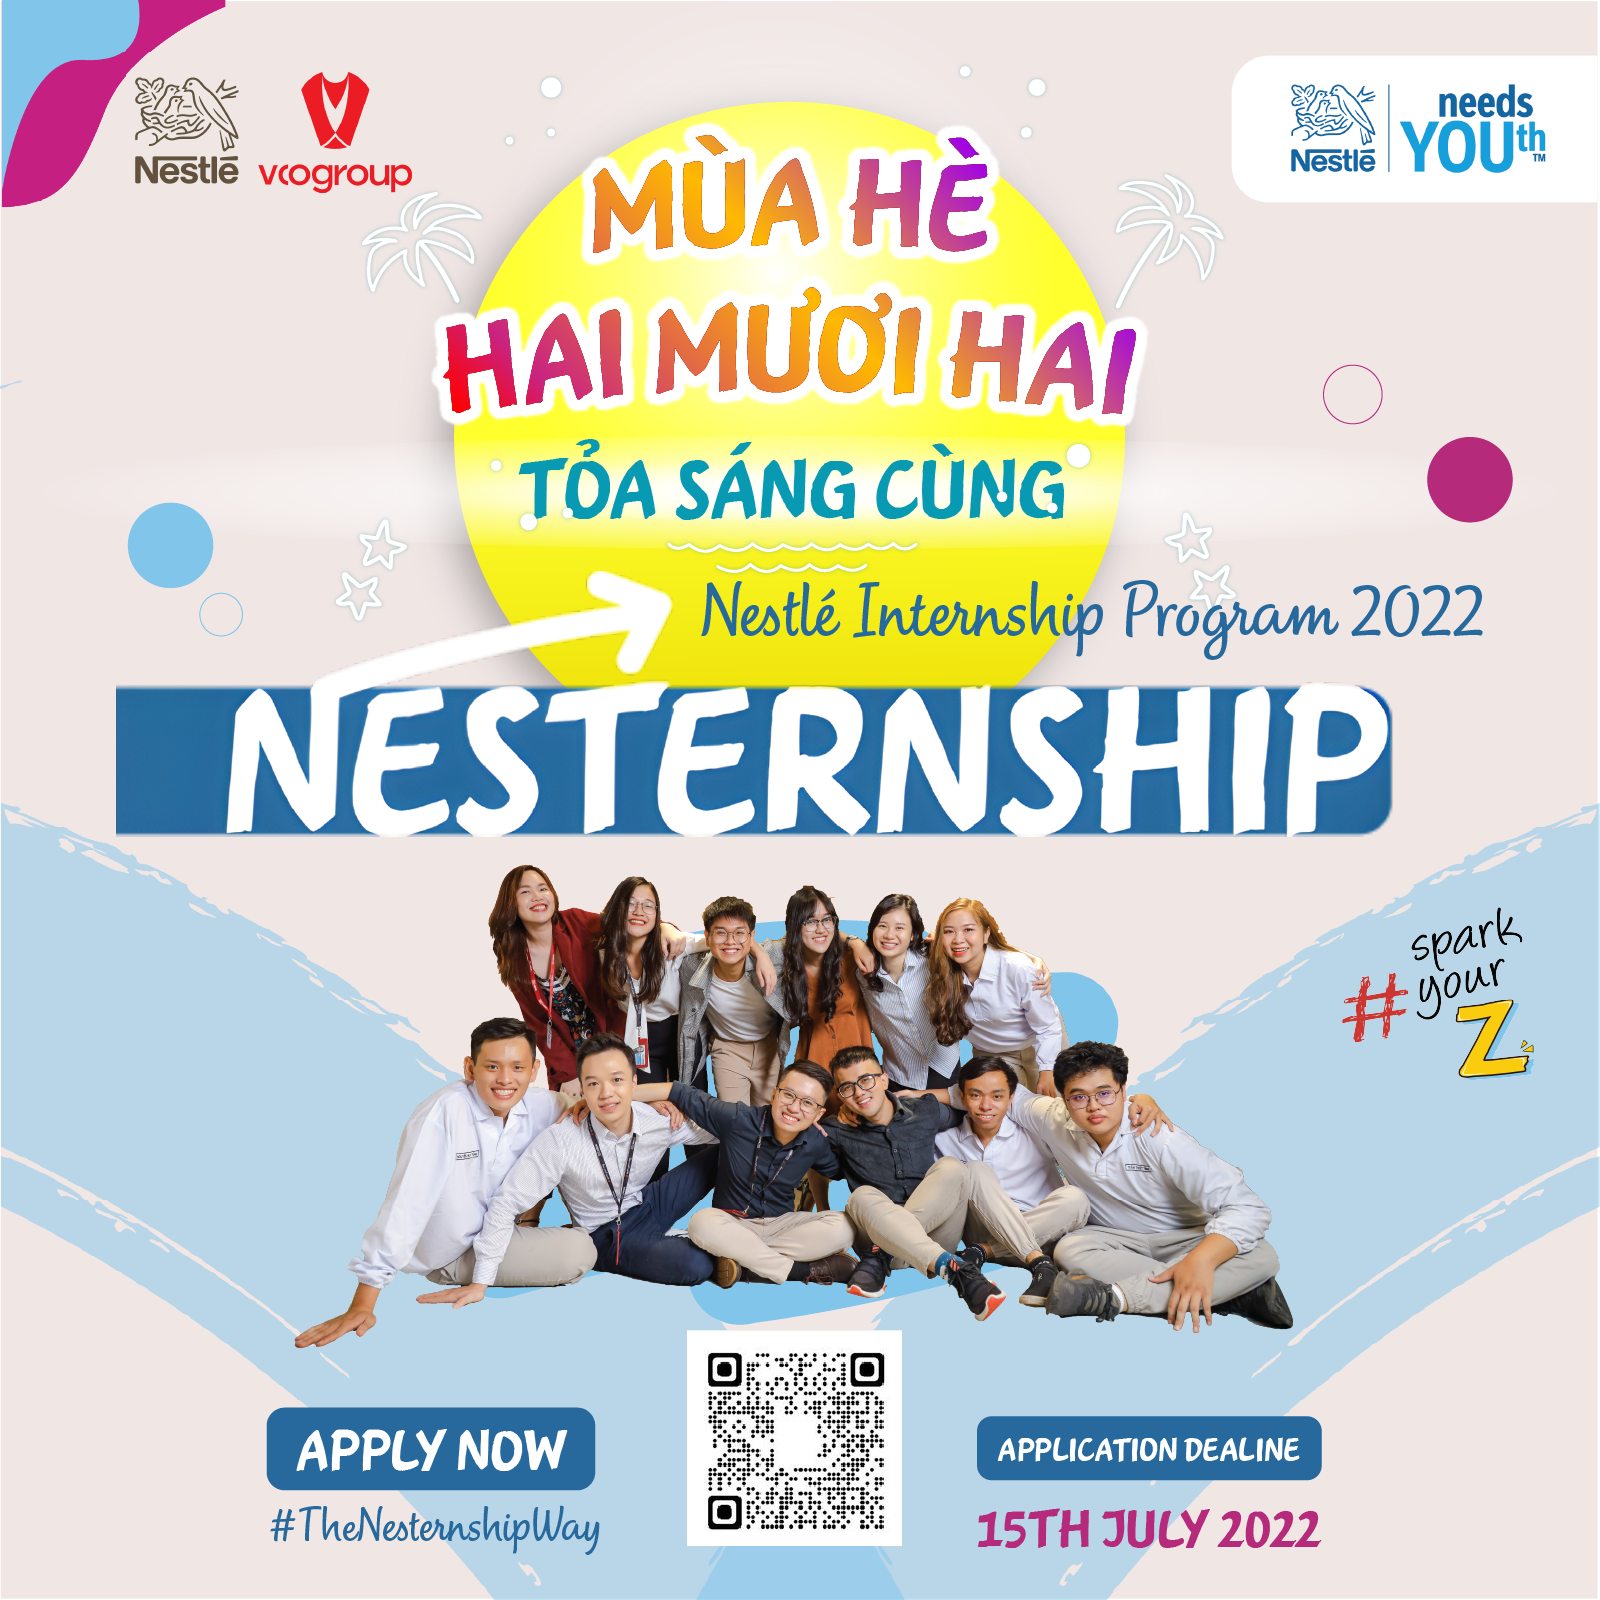 Nestlé
vcogroup
Nestlé
needs
YOUth™
MÙA HÈ
HAI MƯƠI HAI
TỎA SÁNG CÙNG
Nestlé Internship Program 2022
NESTERNSHIP
#spark
your
Z
APPLY NOW
#TheNesternshipWay
APPLICATION DEALINE
15TH JULY 2022